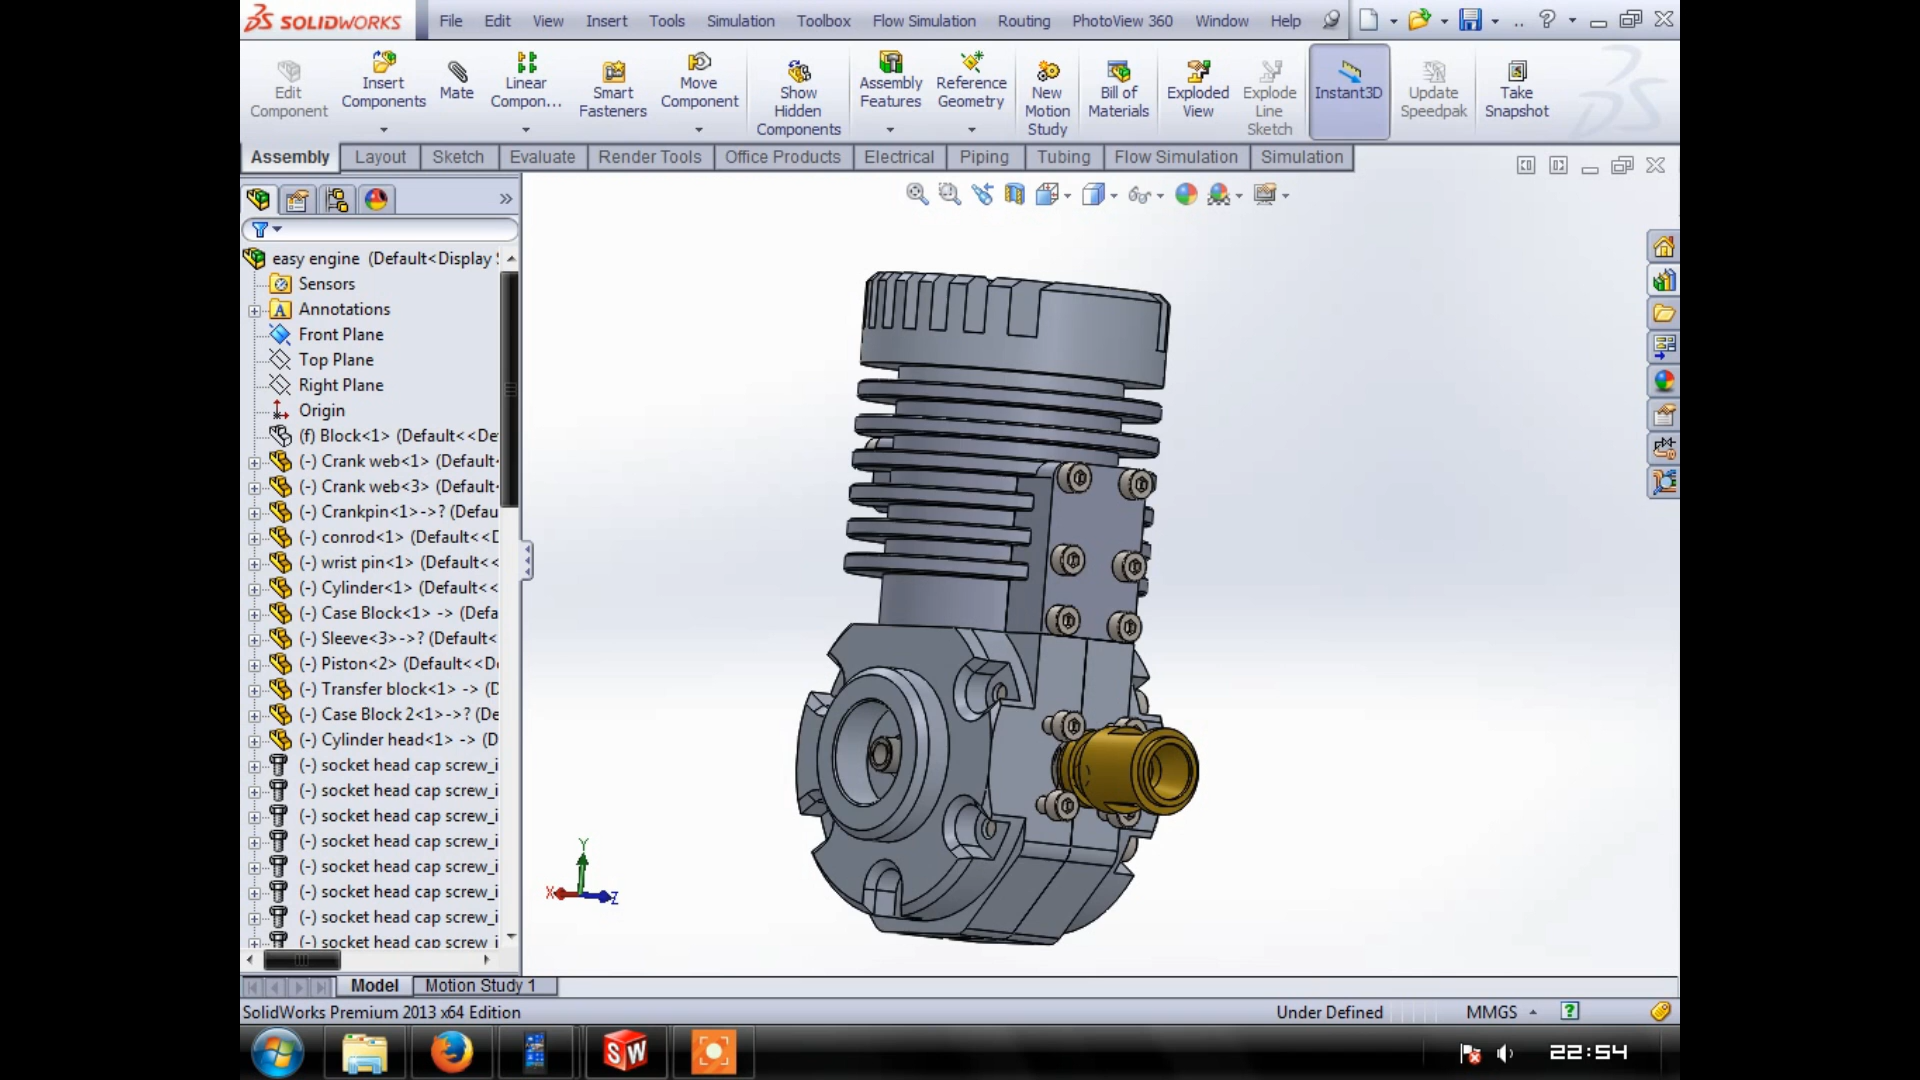 SOLIDWORKS File Edit View Insert Tools Simulation Toolbox Flow Simulation Routing PhotoView 360 Window Help
Edit Component
Insert Components
Mate
Linear Compon...
Smart Fasteners
Move Component
Show Hidden Components
Assembly Features
Reference Geometry
New Motion Study
Bill of Materials
Exploded View
Explode Line Sketch
Instant3D
Update Speedpak
Take Snapshot
Assembly Layout Sketch Evaluate Render Tools Office Products Electrical Piping Tubing Flow Simulation Simulation
easy engine (Default<Display
Sensors
Annotations
Front Plane
Top Plane
Right Plane
Origin
(f) Block<1> (Default<<De
(-) Crank web<1> (Default
(-) Crank web<3> (Default
(-) Crankpin<1>->? (Defau
(-) conrod<1> (Default<<D
(-) wrist pin<1> (Default<<
(-) Cylinder<1> (Default<<
(-) Case Block<1> -> (Defa
(-) Sleeve<3>->? (Default<
(-) Piston<2> (Default<<De
(-) Transfer block<1> -> (D
(-) Case Block 2<1>->? (De
(-) Cylinder head<1> -> (D
(-) socket head cap screw_i
(-) socket head cap screw_i
(-) socket head cap screw_i
(-) socket head cap screw_i
(-) socket head cap screw_i
(-) socket head cap screw_i
(-) socket head cap screw_i
(-) socket head cap screw_i
Y
X
Z
Model Motion Study 1
SolidWorks Premium 2013 x64 Edition Under Defined MMGS
SW
22:54